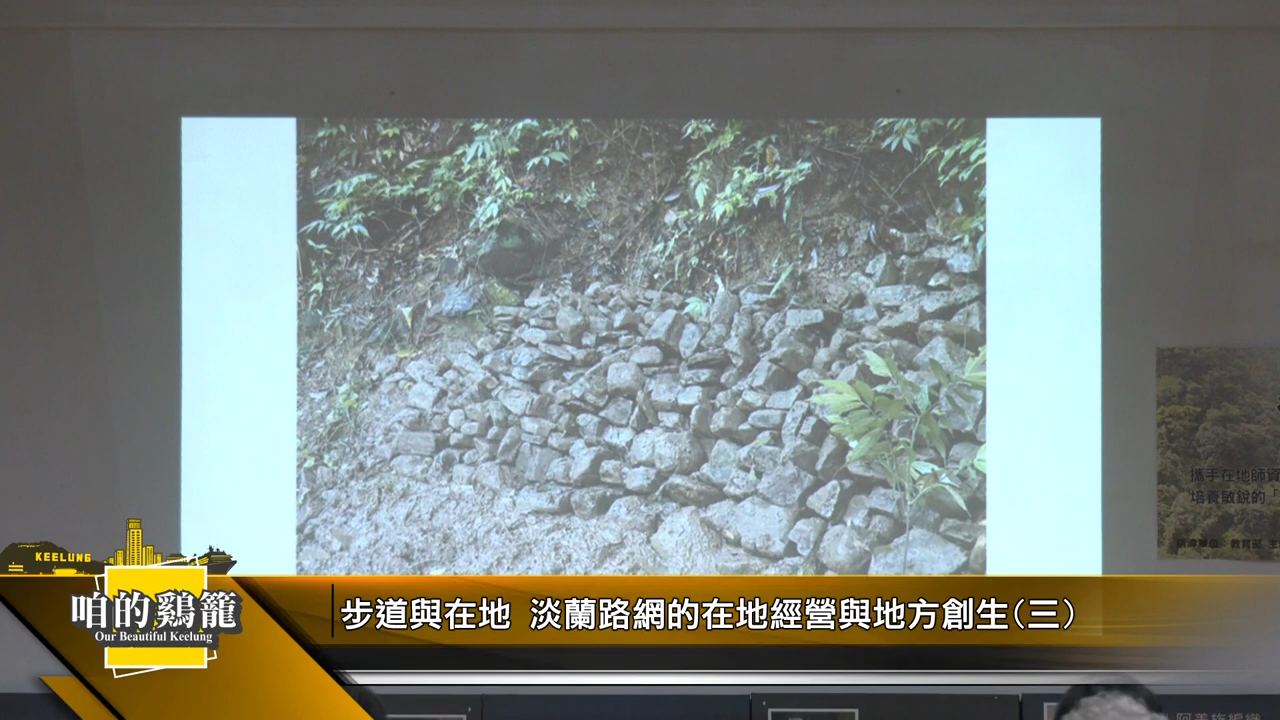 攜手在地師資
培養敏銳的
KEELUNG
咱的鷄籠
Our Beautiful Keelung
步道與在地 淡蘭路網的在地經營與地方創生(三)